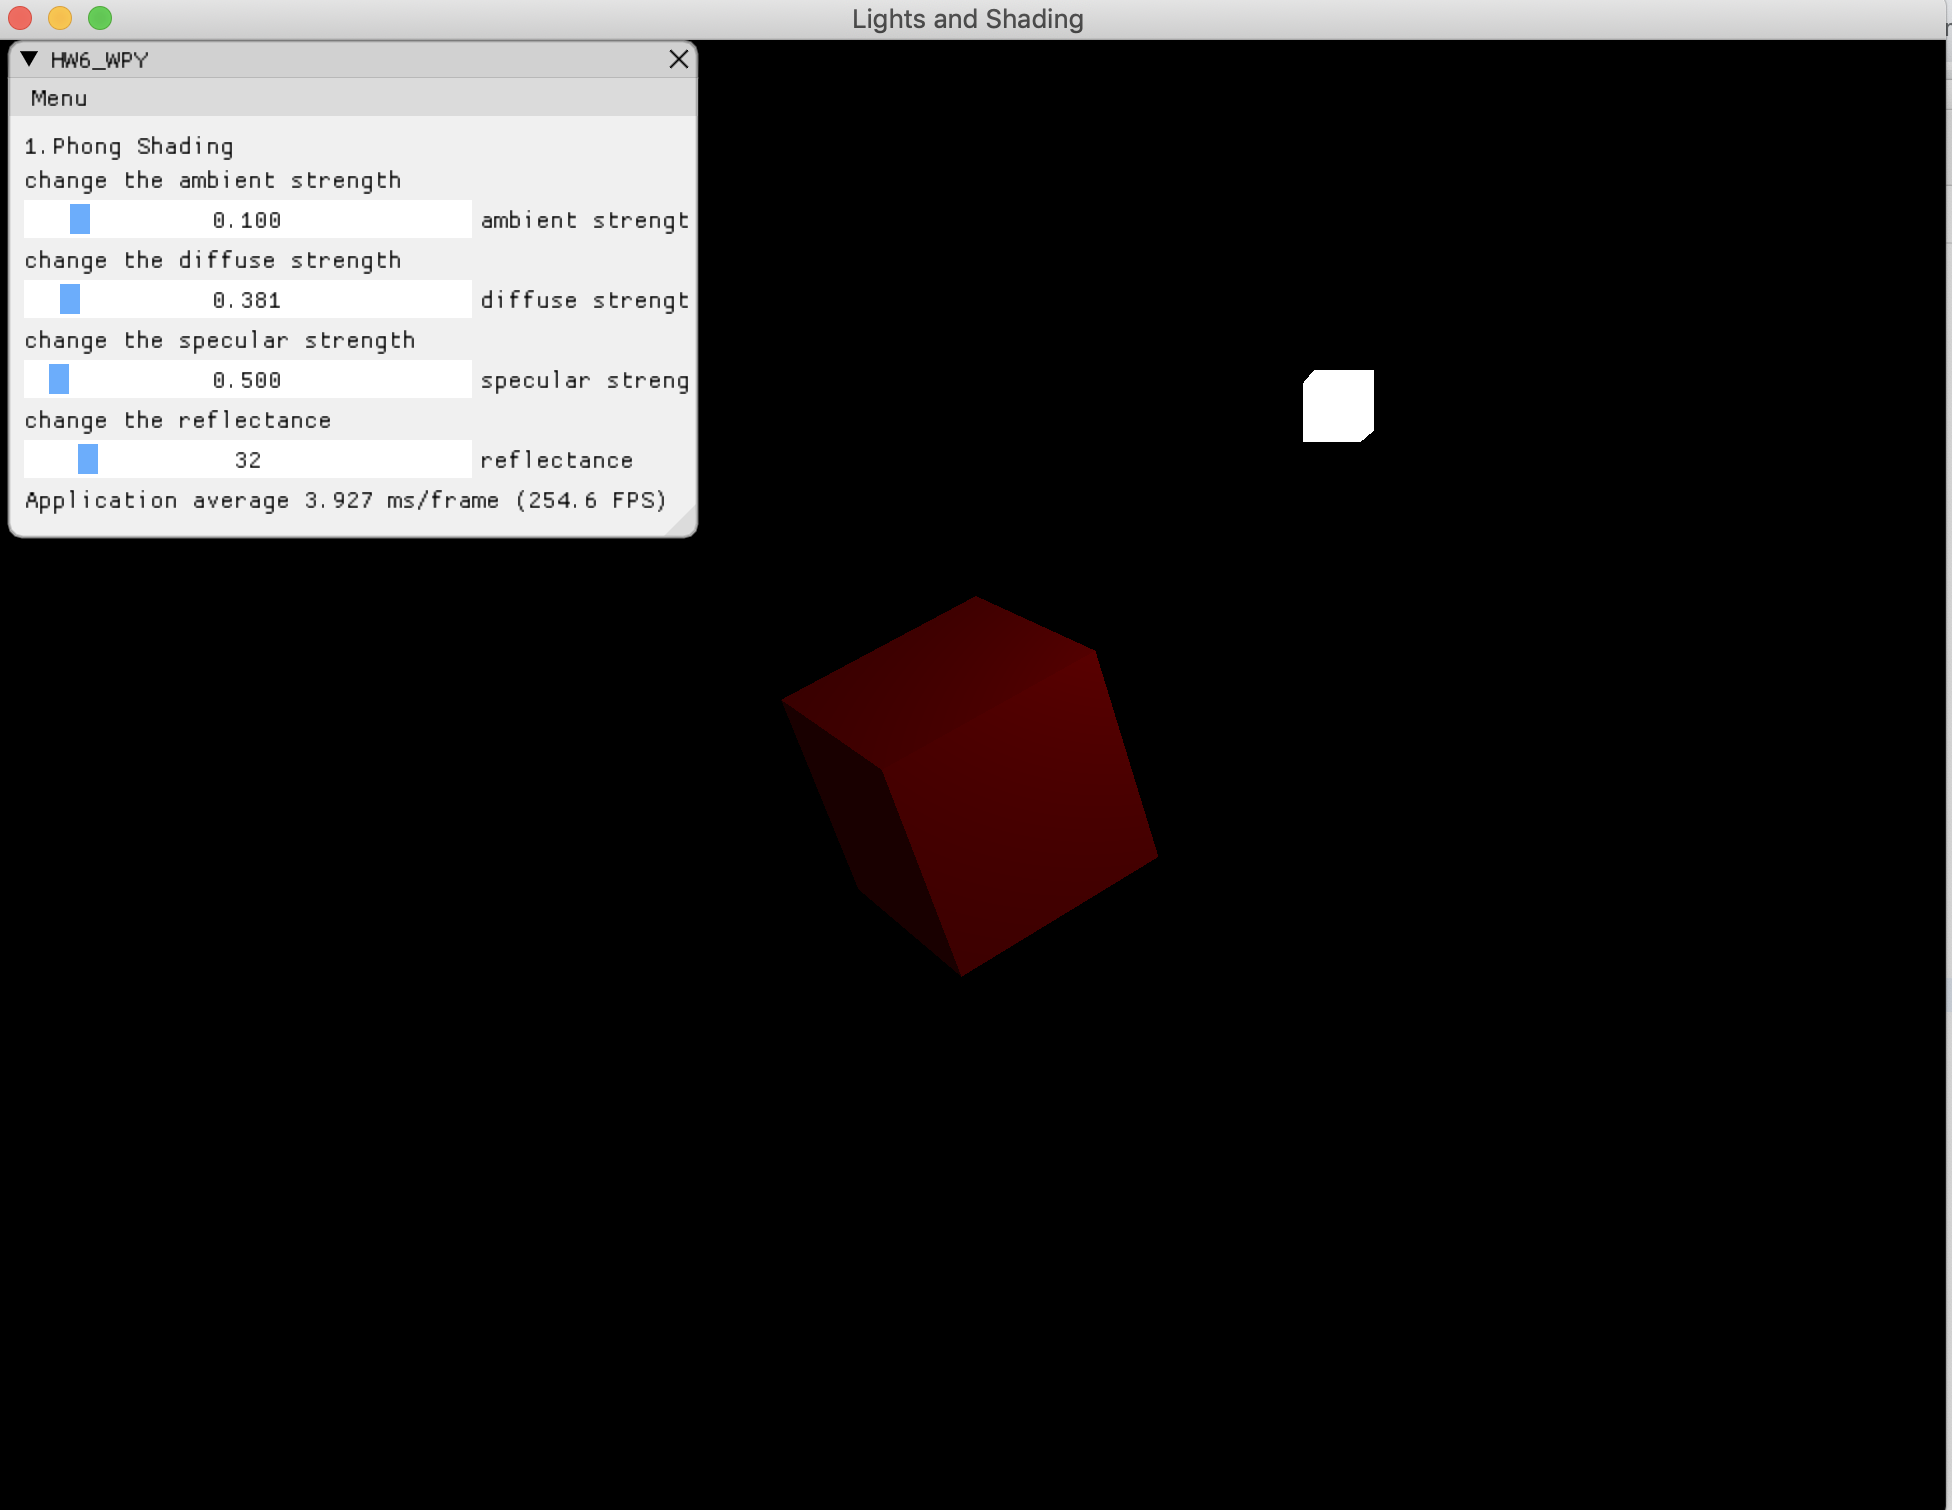 Lights and Shading
HW6_WPY
Menu
1.Phong Shading
change the ambient strength
0.100 ambient strengt
change the diffuse strength
0.381 diffuse strengt
change the specular strength
0.500 specular streng
change the reflectance
32 reflectance
Application average 3.927 ms/frame (254.6 FPS)